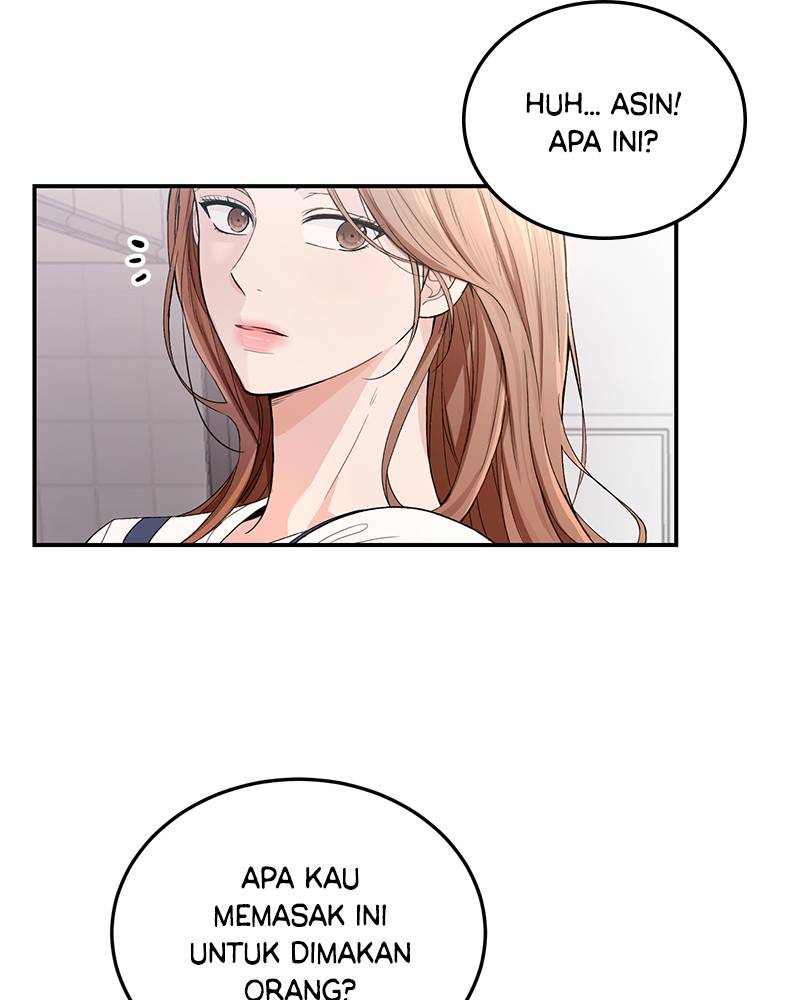 HUH... ASIN!
APA INI?
APA KAU
MEMASAK INI
UNTUK DIMAKAN
ORANG?